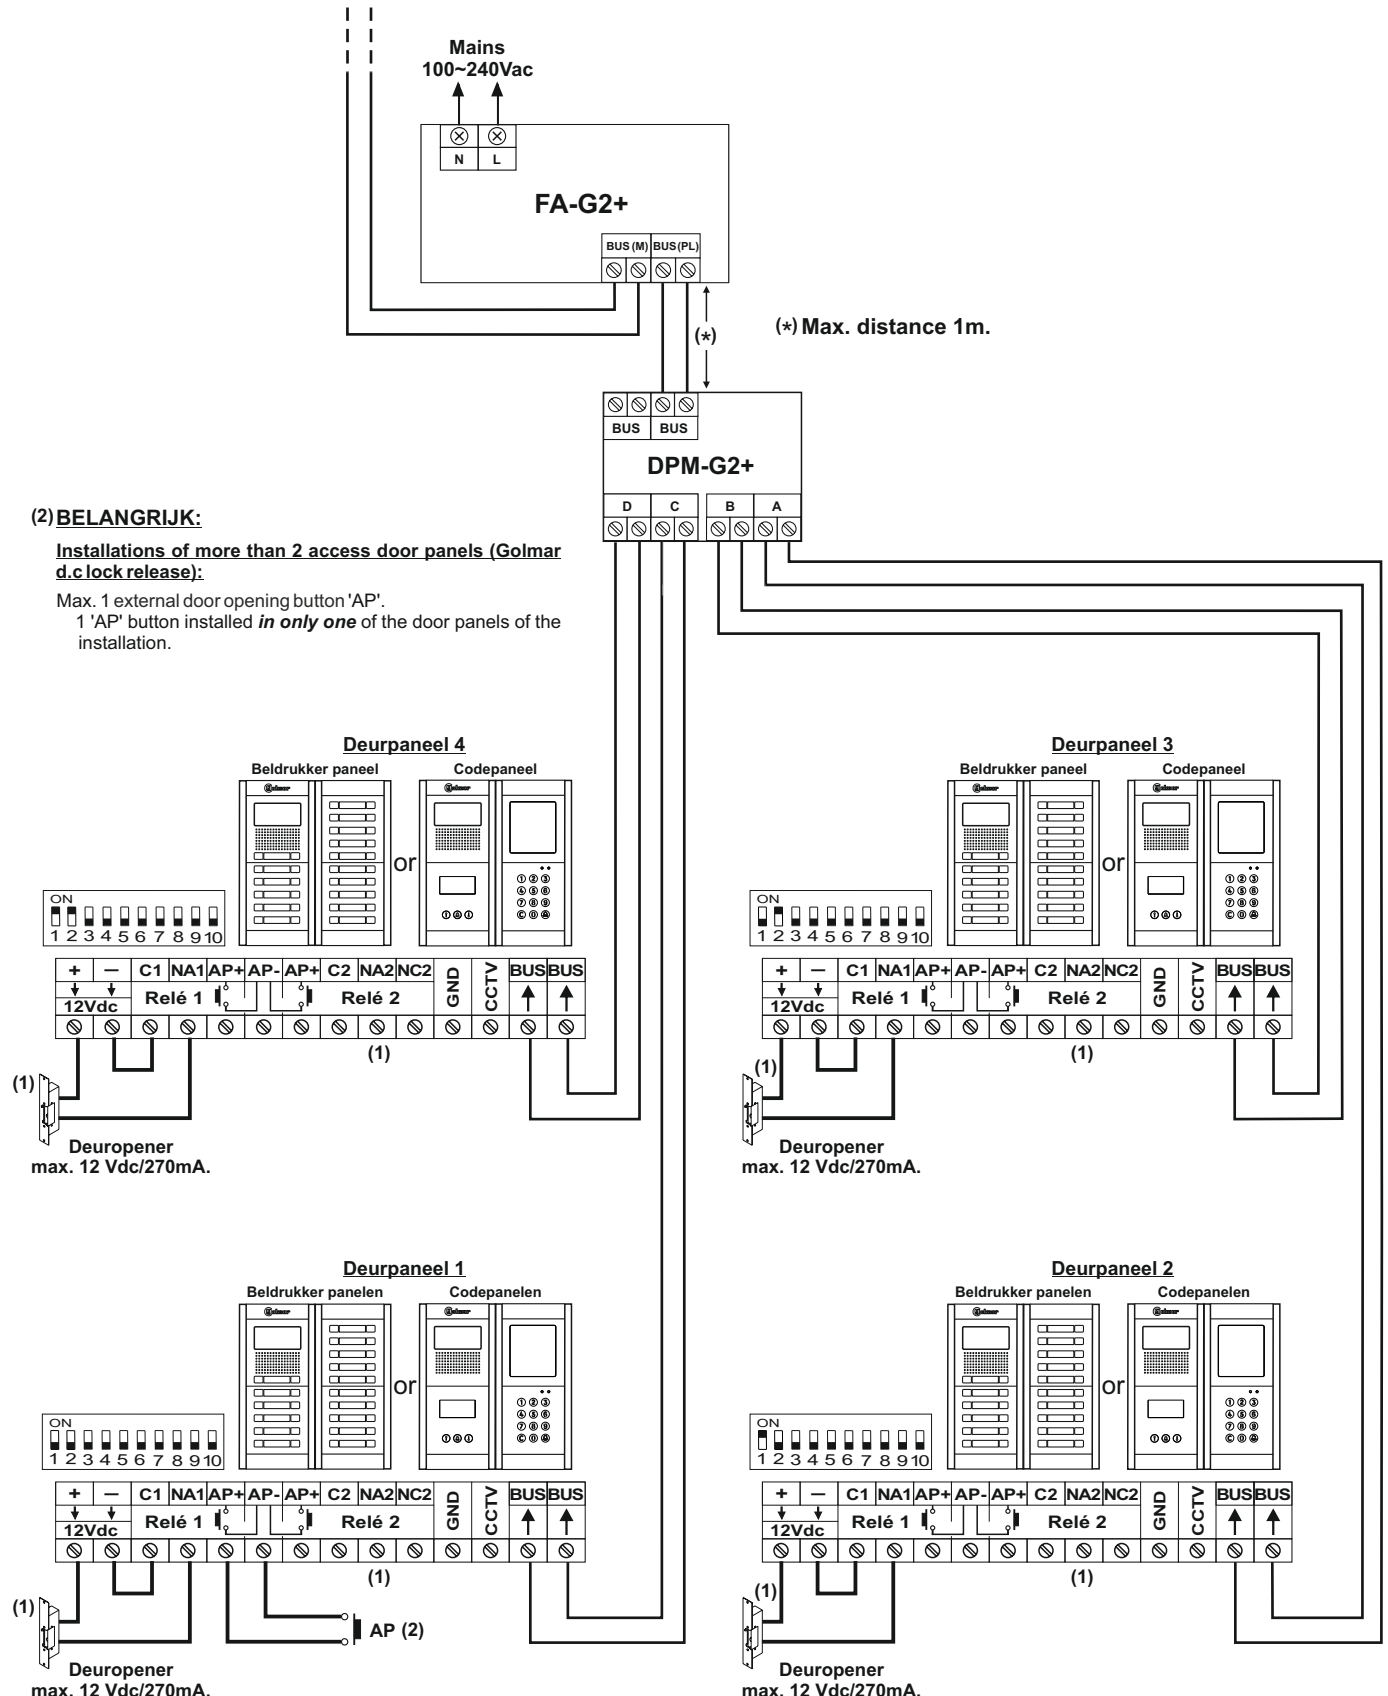 Mains
100~240Vac
N L
FA-G2+
BUS (M) BUS (PL)
(*)
(*) Max. distance 1m.
BUS BUS
DPM-G2+
D C B A
(2) BELANGRIJK:
Installations of more than 2 access door panels (Golmar
d.c lock release):
Max. 1 external door opening button 'AP'.
1 'AP' button installed in only one of the door panels of the
installation.
Deurpaneel 4
Beldrukker paneel Codepaneel
Golmar Golmar
or
ON
1 2 3 4 5 6 7 8 9 10
+ – C1 NA1 AP+ AP- AP+ C2 NA2 NC2 GND CCTV BUS BUS
12Vdc Relé 1 Relé 2
(1)
(1)
Deuropener
max. 12 Vdc/270mA.
Deurpaneel 3
Beldrukker paneel Codepaneel
Golmar Golmar
or
ON
1 2 3 4 5 6 7 8 9 10
+ – C1 NA1 AP+ AP- AP+ C2 NA2 NC2 GND CCTV BUS BUS
12Vdc Relé 1 Relé 2
(1)
(1)
Deuropener
max. 12 Vdc/270mA.
Deurpaneel 1
Beldrukker panelen Codepanelen
Golmar Golmar
or
ON
1 2 3 4 5 6 7 8 9 10
+ – C1 NA1 AP+ AP- AP+ C2 NA2 NC2 GND CCTV BUS BUS
12Vdc Relé 1 Relé 2
(1)
(1)
AP (2)
Deuropener
max. 12 Vdc/270mA.
Deurpaneel 2
Beldrukker panelen Codepanelen
Golmar Golmar
or
ON
1 2 3 4 5 6 7 8 9 10
+ – C1 NA1 AP+ AP- AP+ C2 NA2 NC2 GND CCTV BUS BUS
12Vdc Relé 1 Relé 2
(1)
(1)
Deuropener
max. 12 Vdc/270mA.